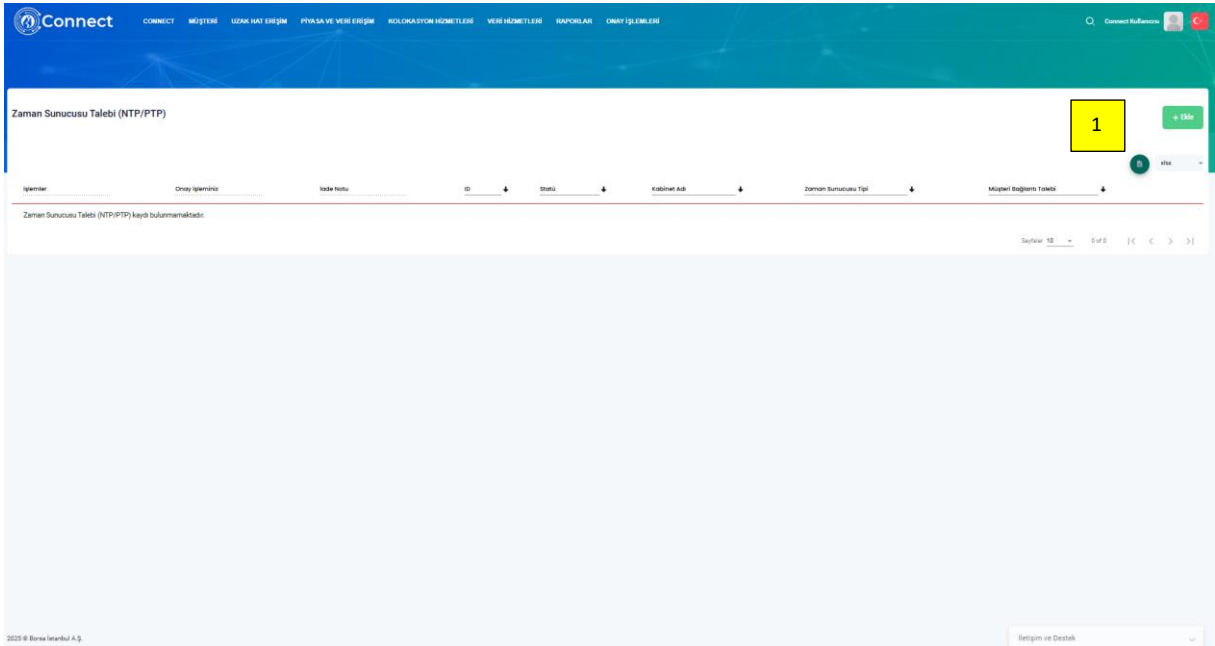 Connect CONNECT MÜŞTERİ UZAK HAT ERİŞİM PİYASA VE VERİ ERİŞİM KOLOKASYON HİZMETLERİ VERİ HİZMETLERİ RAPORLAR ONAY İŞLEMLERİ Connect Kullanıcısı
Zaman Sunucusu Talebi (NTP/PTP)
1
+ Ekle
xlsx
İşlemler Onay İşleminiz İade Notu ID Statü Kabinet Adı Zaman Sunucusu Tipi Müşteri Bağlantı Talebi
Zaman Sunucusu Talebi (NTP/PTP) kaydı bulunmamaktadır.
Sayfalar 10 0 of 0
2025 © Borsa İstanbul A.Ş.
İletişim ve Destek